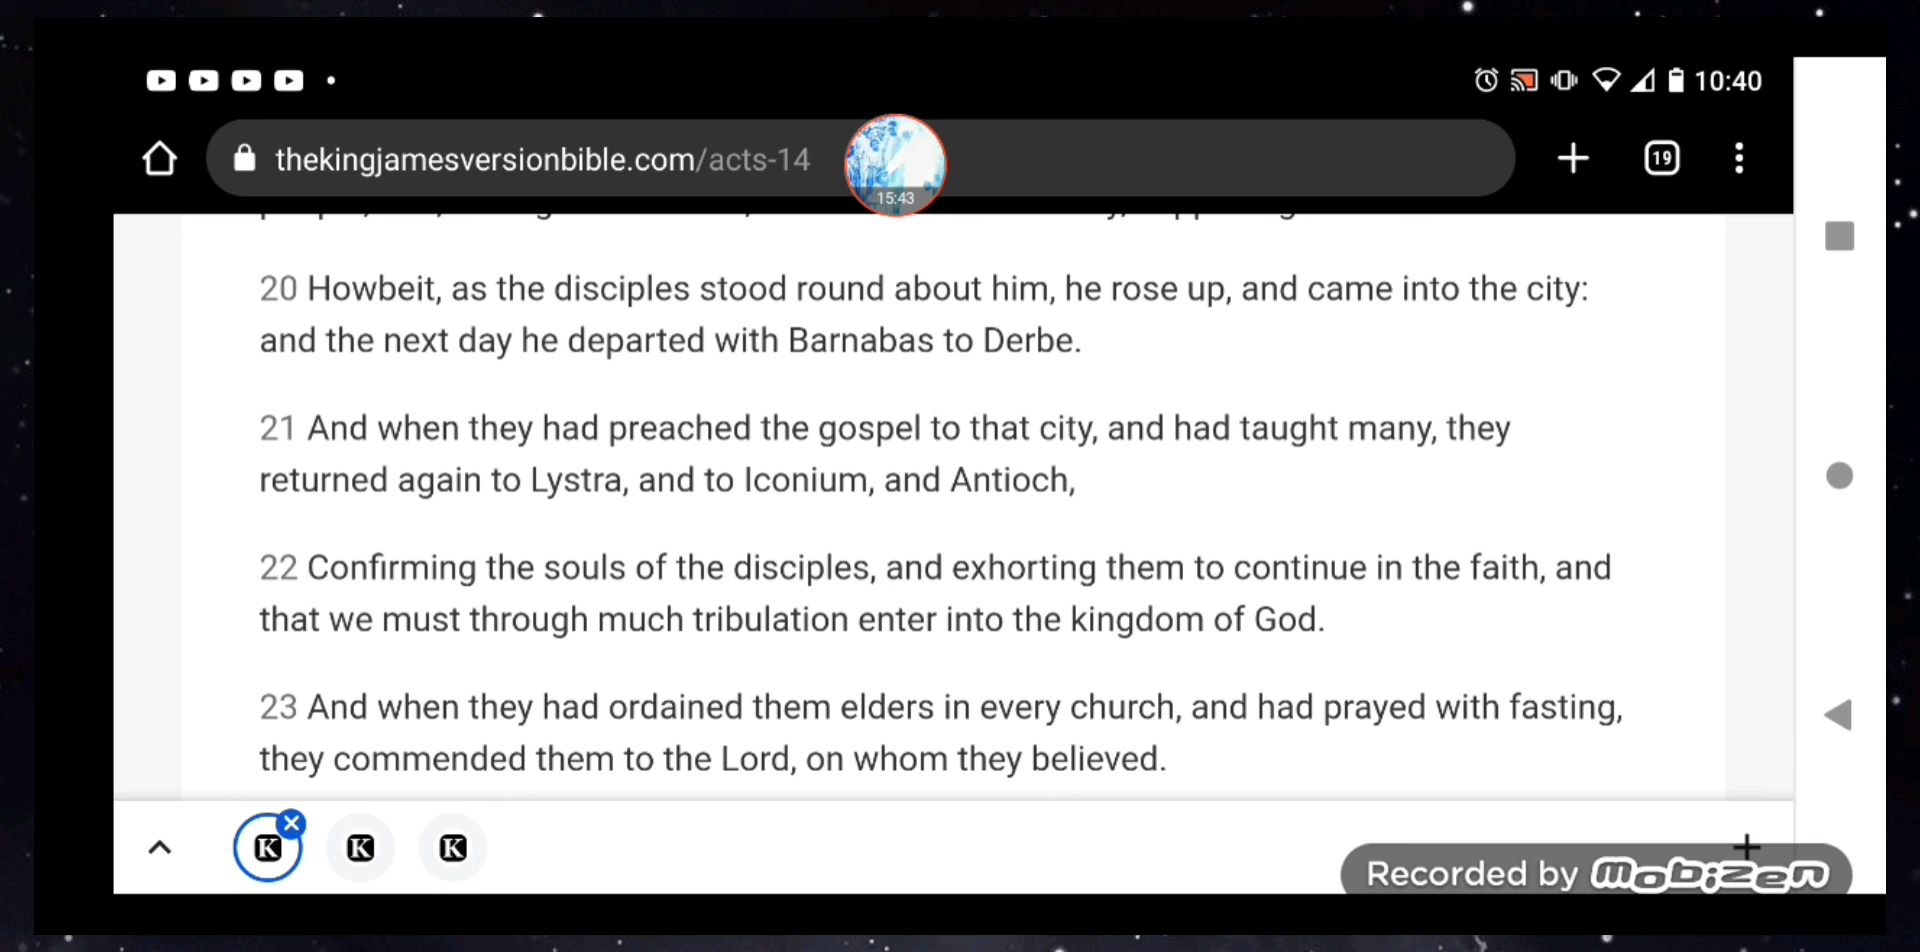 10:40
thekingjamesversionbible.com/acts-14
15:43
19
20 Howbeit, as the disciples stood round about him, he rose up, and came into the city:
and the next day he departed with Barnabas to Derbe.
21 And when they had preached the gospel to that city, and had taught many, they
returned again to Lystra, and to Iconium, and Antioch,
22 Confirming the souls of the disciples, and exhorting them to continue in the faith, and
that we must through much tribulation enter into the kingdom of God.
23 And when they had ordained them elders in every church, and had prayed with fasting,
they commended them to the Lord, on whom they believed.
K K K
Recorded by Mobizen